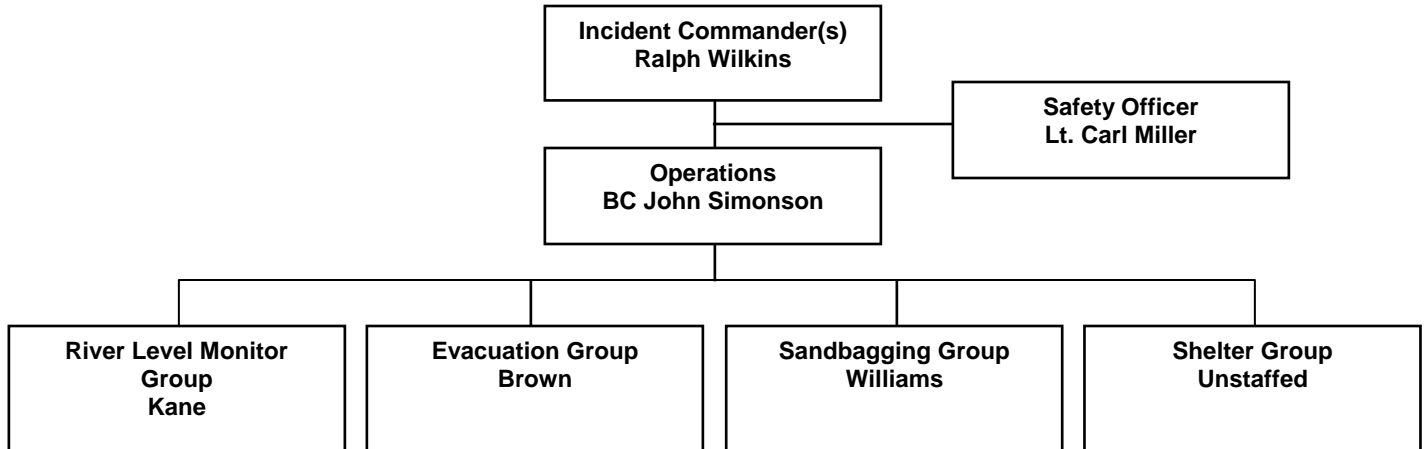 Incident Commander(s)
Ralph Wilkins
Safety Officer
Lt. Carl Miller
Operations
BC John Simonson
River Level Monitor
Group
Kane
Evacuation Group
Brown
Sandbagging Group
Williams
Shelter Group
Unstaffed